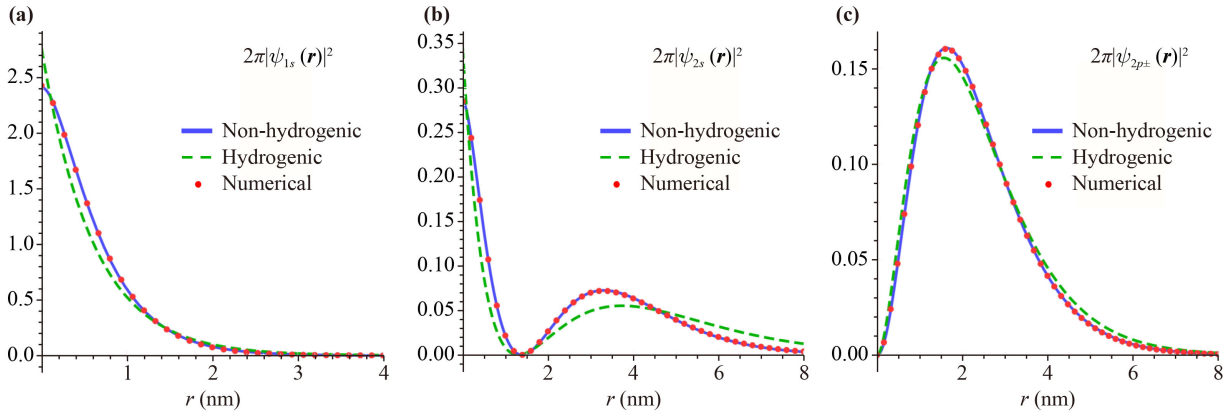 (a)
2π|ψ1s (r)|²
Non-hydrogenic
Hydrogenic
Numerical
2.5
2.0
1.5
1.0
0.5
0.0
1
2
3
4
r (nm)
(b)
2π|ψ2s (r)|²
Non-hydrogenic
Hydrogenic
Numerical
0.35
0.30
0.25
0.20
0.15
0.10
0.05
0.00
2
4
6
8
r (nm)
(c)
2π|ψ2p± (r)|²
Non-hydrogenic
Hydrogenic
Numerical
0.15
0.10
0.05
0.00
2
4
6
8
r (nm)